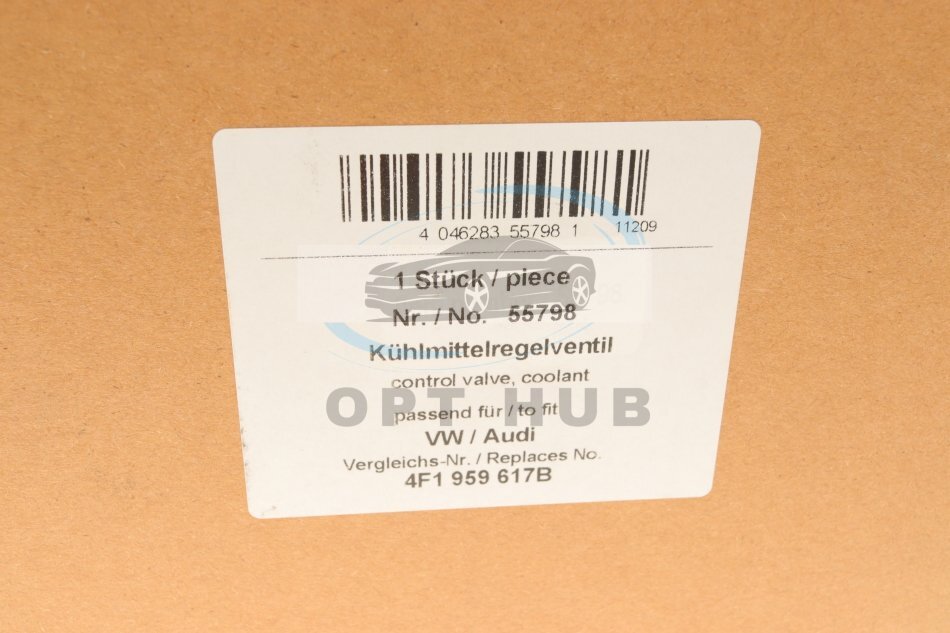 4 046283 55798 1 11209
1 Stück / piece
Nr. / No. 55798
Kühlmittelregelventil
control valve, coolant
OPT HUB
passend für / to fit
VW / Audi
Vergleichs-Nr. / Replaces No.
4F1 959 617B